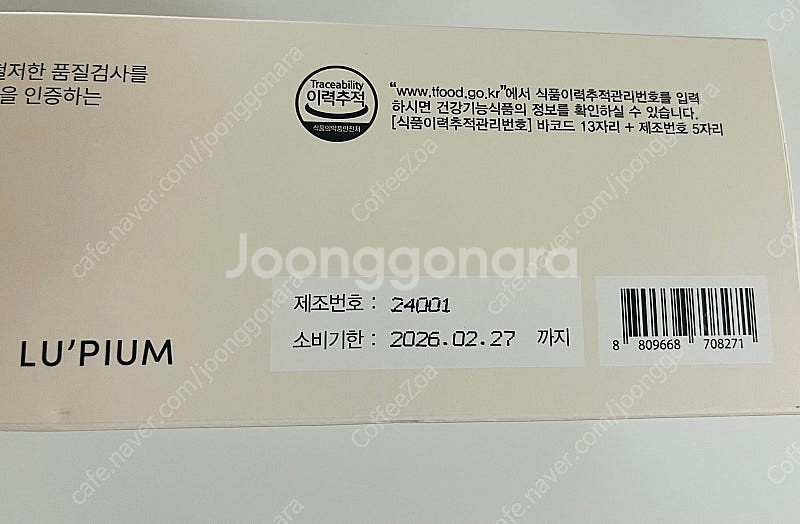 철저한 품질검사를
을 인증하는
Traceability
이력추적
식품의약품안전처
"www.tfood.go.kr"에서 식품이력추적관리번호를 입력
하시면 건강기능식품의 정보를 확인하실 수 있습니다.
[식품이력추적관리번호] 바코드 13자리 + 제조번호 5자리
Joonggonara
제조번호 : 24001
소비기한 : 2026.02.27 까지
LU'PIUM
8 809668 708271
cafe.naver.com/joonggonara
CoffeeZoa